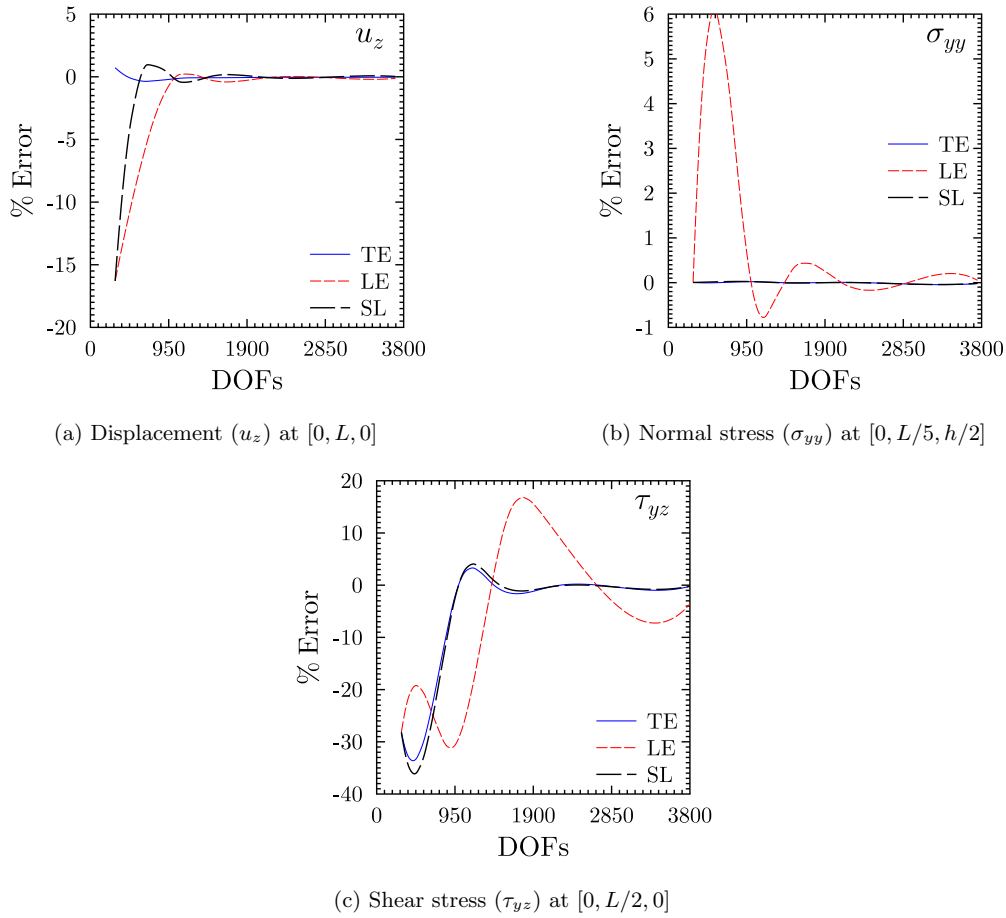 u_z
5
0
-5
-10
-15
-20
% Error
TE
LE
SL
0 950 1900 2850 3800
DOFs
(a) Displacement (u_z) at [0, L, 0]
σ_yy
6
5
4
3
2
1
0
-1
% Error
TE
LE
SL
0 950 1900 2850 3800
DOFs
(b) Normal stress (σ_yy) at [0, L/5, h/2]
τ_yz
20
10
0
-10
-20
-30
-40
% Error
TE
LE
SL
0 950 1900 2850 3800
DOFs
(c) Shear stress (τ_yz) at [0, L/2, 0]